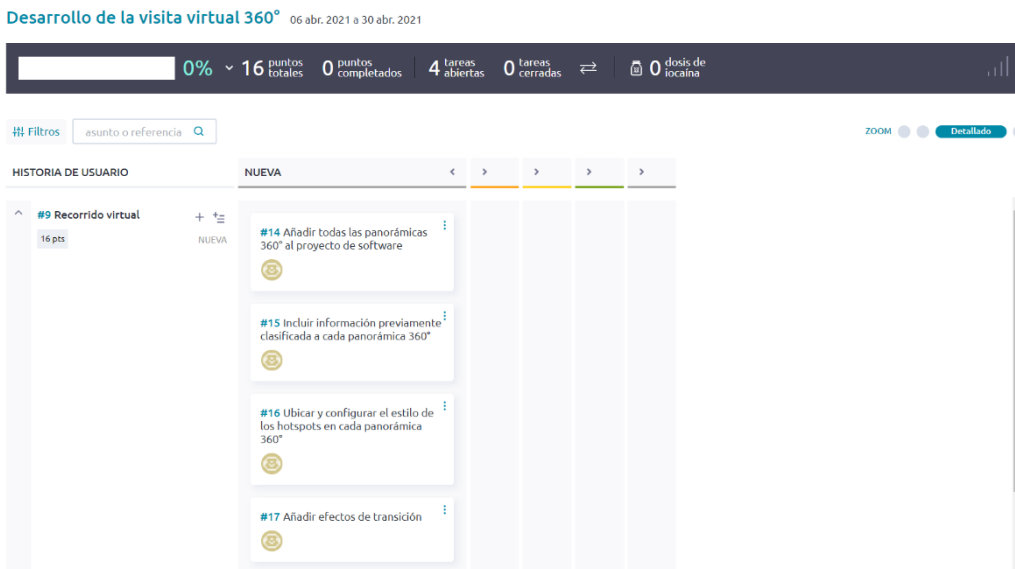 Desarrollo de la visita virtual 360° 06 abr. 2021 a 30 abr. 2021
0% 16 puntos totales 0 puntos completados 4 tareas abiertas 0 tareas cerradas 0 dosis de iocaína
Filtros asunto o referencia ZOOM Detallado
HISTORIA DE USUARIO NUEVA
#9 Recorrido virtual
16 pts NUEVA
#14 Añadir todas las panorámicas
360° al proyecto de software
#15 Incluir información previamente
clasificada a cada panorámica 360°
#16 Ubicar y configurar el estilo de
los hotspots en cada panorámica
360°
#17 Añadir efectos de transición